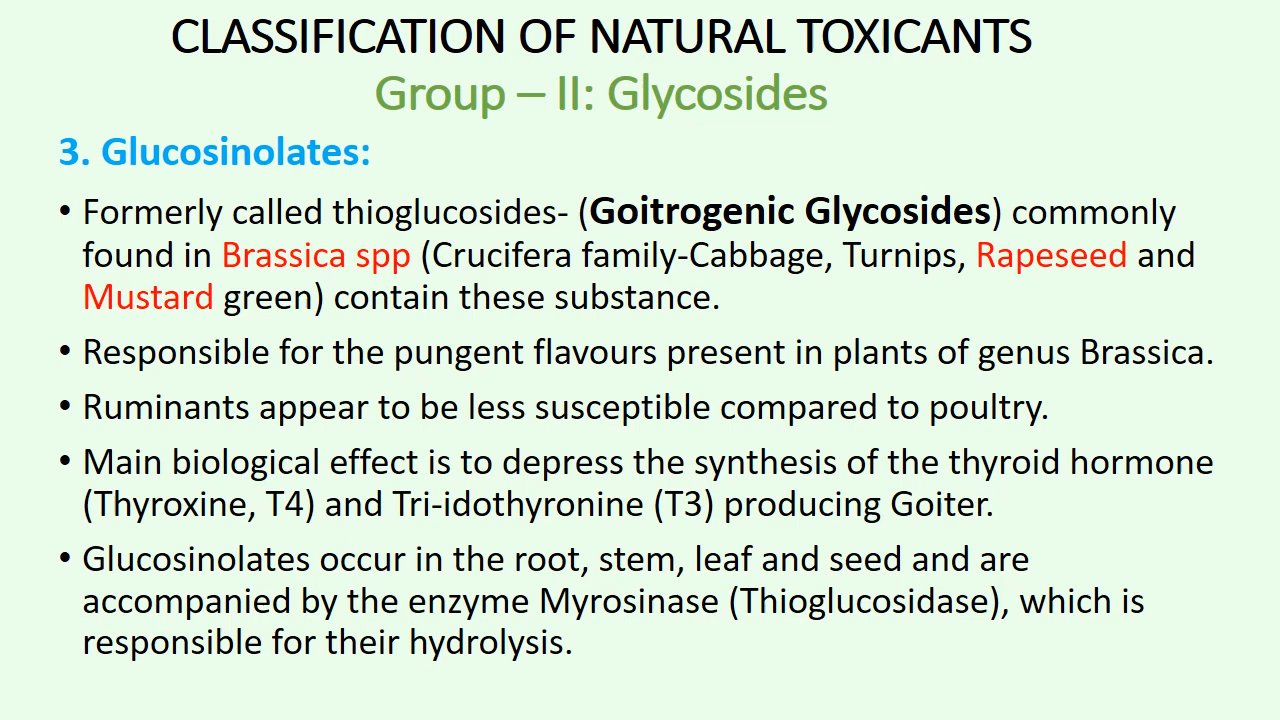 CLASSIFICATION OF NATURAL TOXICANTS
Group – II: Glycosides
3. Glucosinolates:
• Formerly called thioglucosides- (Goitrogenic Glycosides) commonly
found in Brassica spp (Crucifera family-Cabbage, Turnips, Rapeseed and
Mustard green) contain these substance.
• Responsible for the pungent flavours present in plants of genus Brassica.
• Ruminants appear to be less susceptible compared to poultry.
• Main biological effect is to depress the synthesis of the thyroid hormone
(Thyroxine, T4) and Tri-idothyronine (T3) producing Goiter.
• Glucosinolates occur in the root, stem, leaf and seed and are
accompanied by the enzyme Myrosinase (Thioglucosidase), which is
responsible for their hydrolysis.